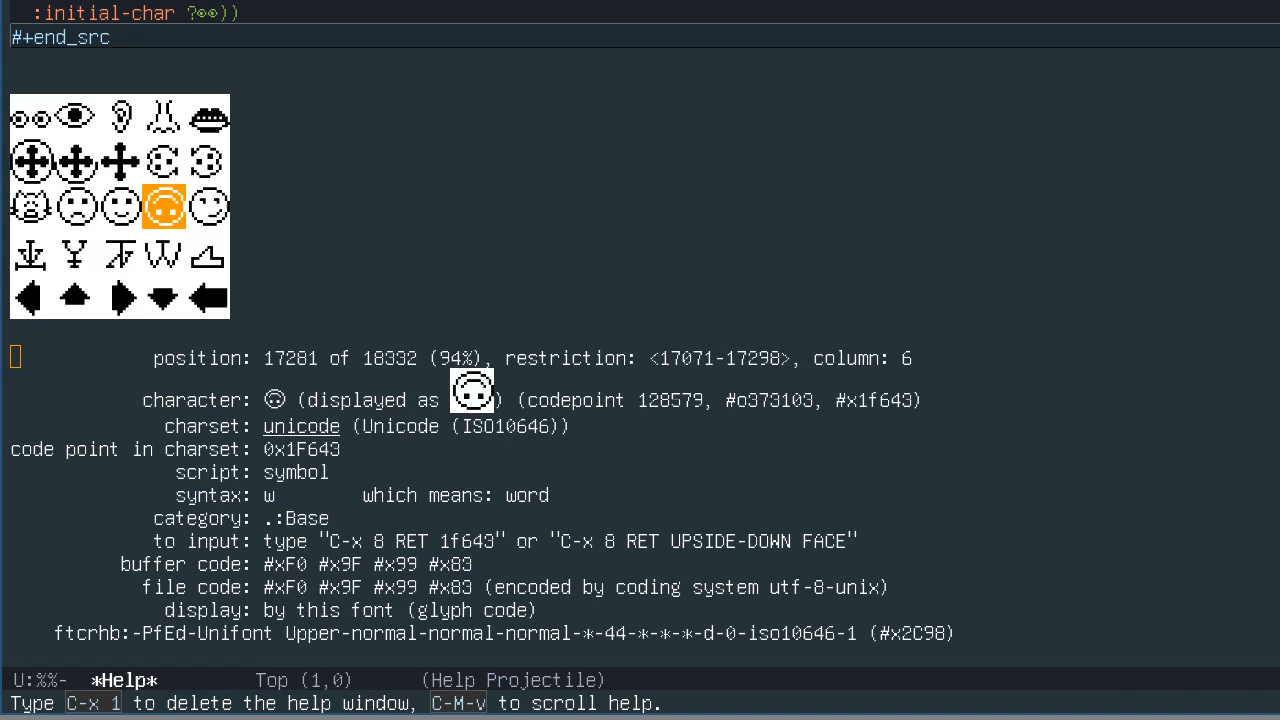 :initial-char ?👀))
#+end_src
👀👁👂👃👄
🙾🙿🙽🙃🙂
position: 17281 of 18332 (94%), restriction: <17071-17298>, column: 6
character: 🙃 (displayed as 🙃) (codepoint 128579, #o373103, #x1f643)
charset: unicode (Unicode (ISO10646))
code point in charset: 0x1F643
script: symbol
syntax: w which means: word
category: .:Base
to input: type "C-x 8 RET 1f643" or "C-x 8 RET UPSIDE-DOWN FACE"
buffer code: #xF0 #x9F #x99 #x83
file code: #xF0 #x9F #x99 #x83 (encoded by coding system utf-8-unix)
display: by this font (glyph code)
ftcrhb:-PfEd-Unifont Upper-normal-normal-normal-*-44-*-*-*-d-0-iso10646-1 (#x2C98)
U:%%- *Help* Top (1,0) (Help Projectile)
Type C-x 1 to delete the help window, C-M-v to scroll help.